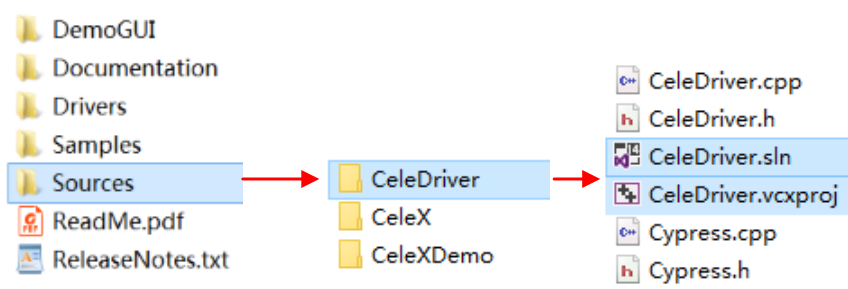 DemoGUI
Documentation
Drivers
Samples
Sources
ReadMe.pdf
ReleaseNotes.txt
CeleDriver
CeleX
CeleXDemo
CeleDriver.cpp
CeleDriver.h
CeleDriver.sln
CeleDriver.vcxproj
Cypress.cpp
Cypress.h